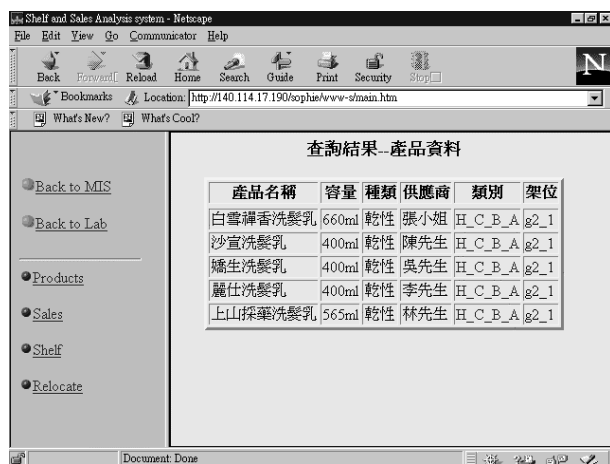 Shelf and Sales Analysis system - Netscape
File Edit View Go Communicator Help
Back Forward Reload Home Search Guide Print Security Stop
N
Bookmarks Location: http://140.114.17.190/sophie/www-s/main.htm
What's New? What's Cool?
查詢結果--產品資料
Back to MIS
Back to Lab
Products
Sales
Shelf
Relocate
產品名稱 容量 種類 供應商 類別 架位
白雪禪香洗髮乳 660ml 乾性 張小姐 H_C_B_A g2_1
沙宣洗髮乳 400ml 乾性 陳先生 H_C_B_A g2_1
嬌生洗髮乳 400ml 乾性 吳先生 H_C_B_A g2_1
麗仕洗髮乳 400ml 乾性 李先生 H_C_B_A g2_1
上山採藥洗髮乳 565ml 乾性 林先生 H_C_B_A g2_1
Document: Done